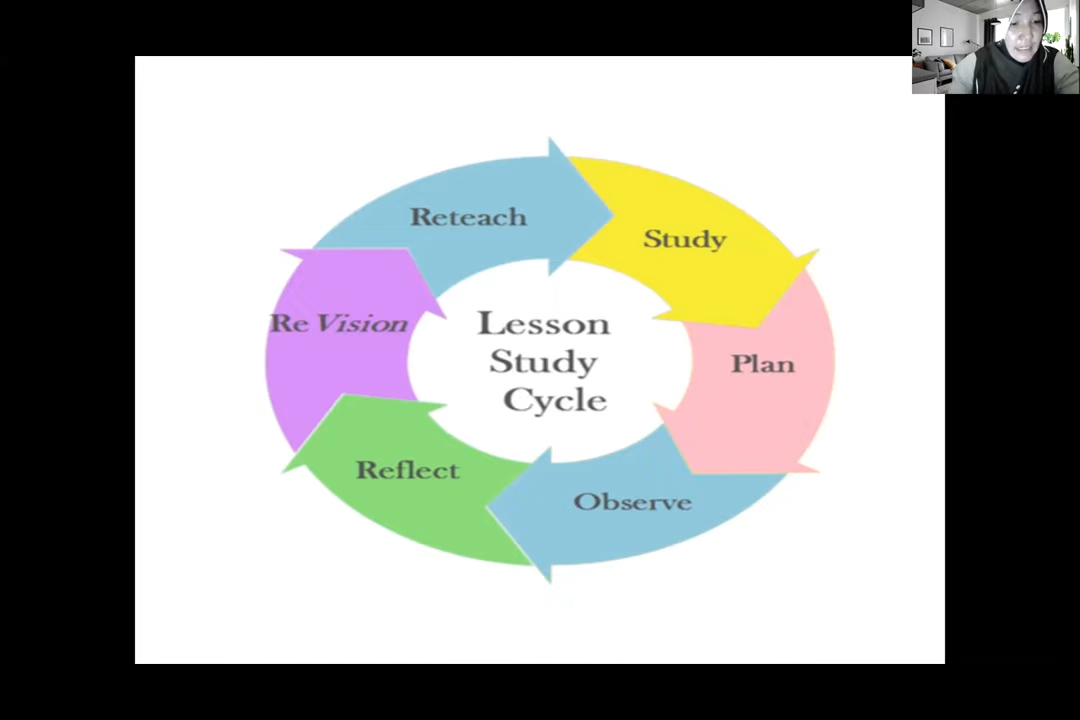 Reteach
Study
Re Vision
Lesson
Study
Cycle
Plan
Reflect
Observe